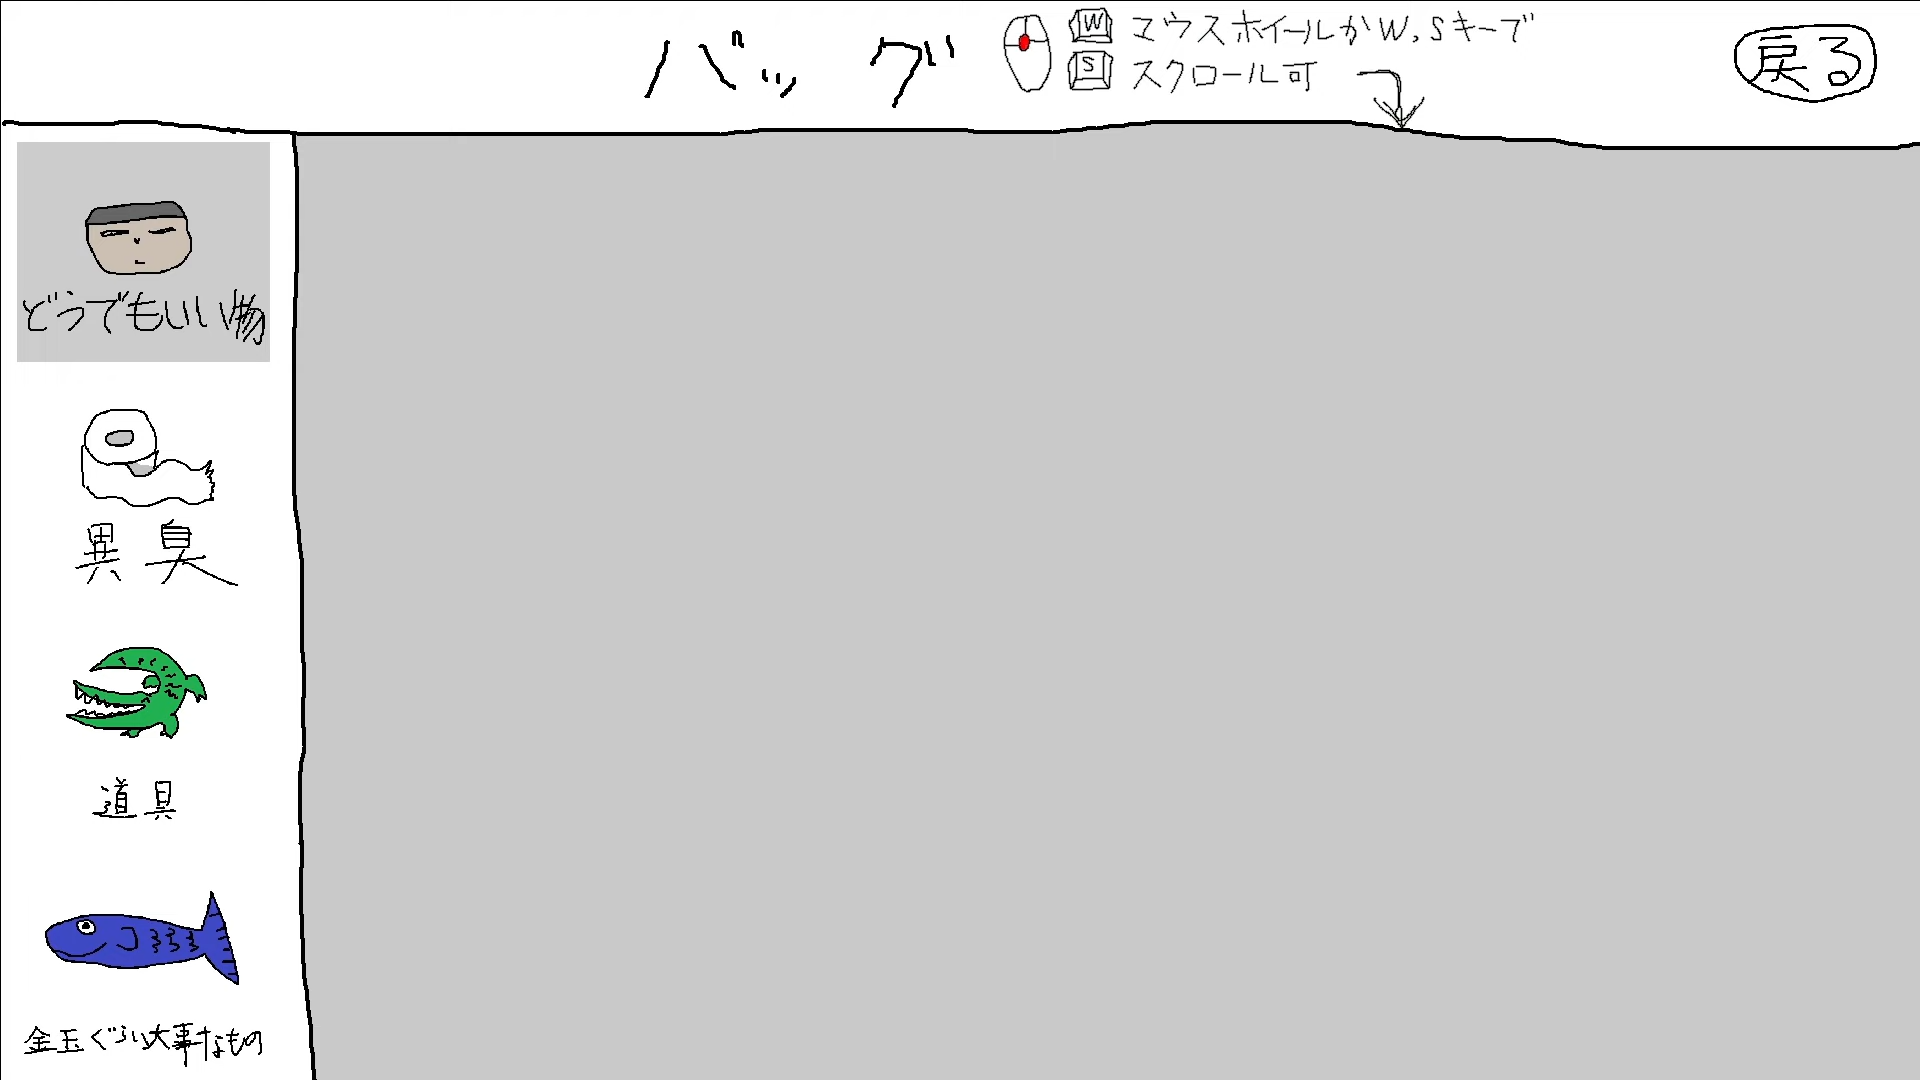 バッグ
W マウスホイールかW,Sキーで
S スクロール可
戻る
どうでもいい物
異臭
道具
金玉ぐらい大事なもの